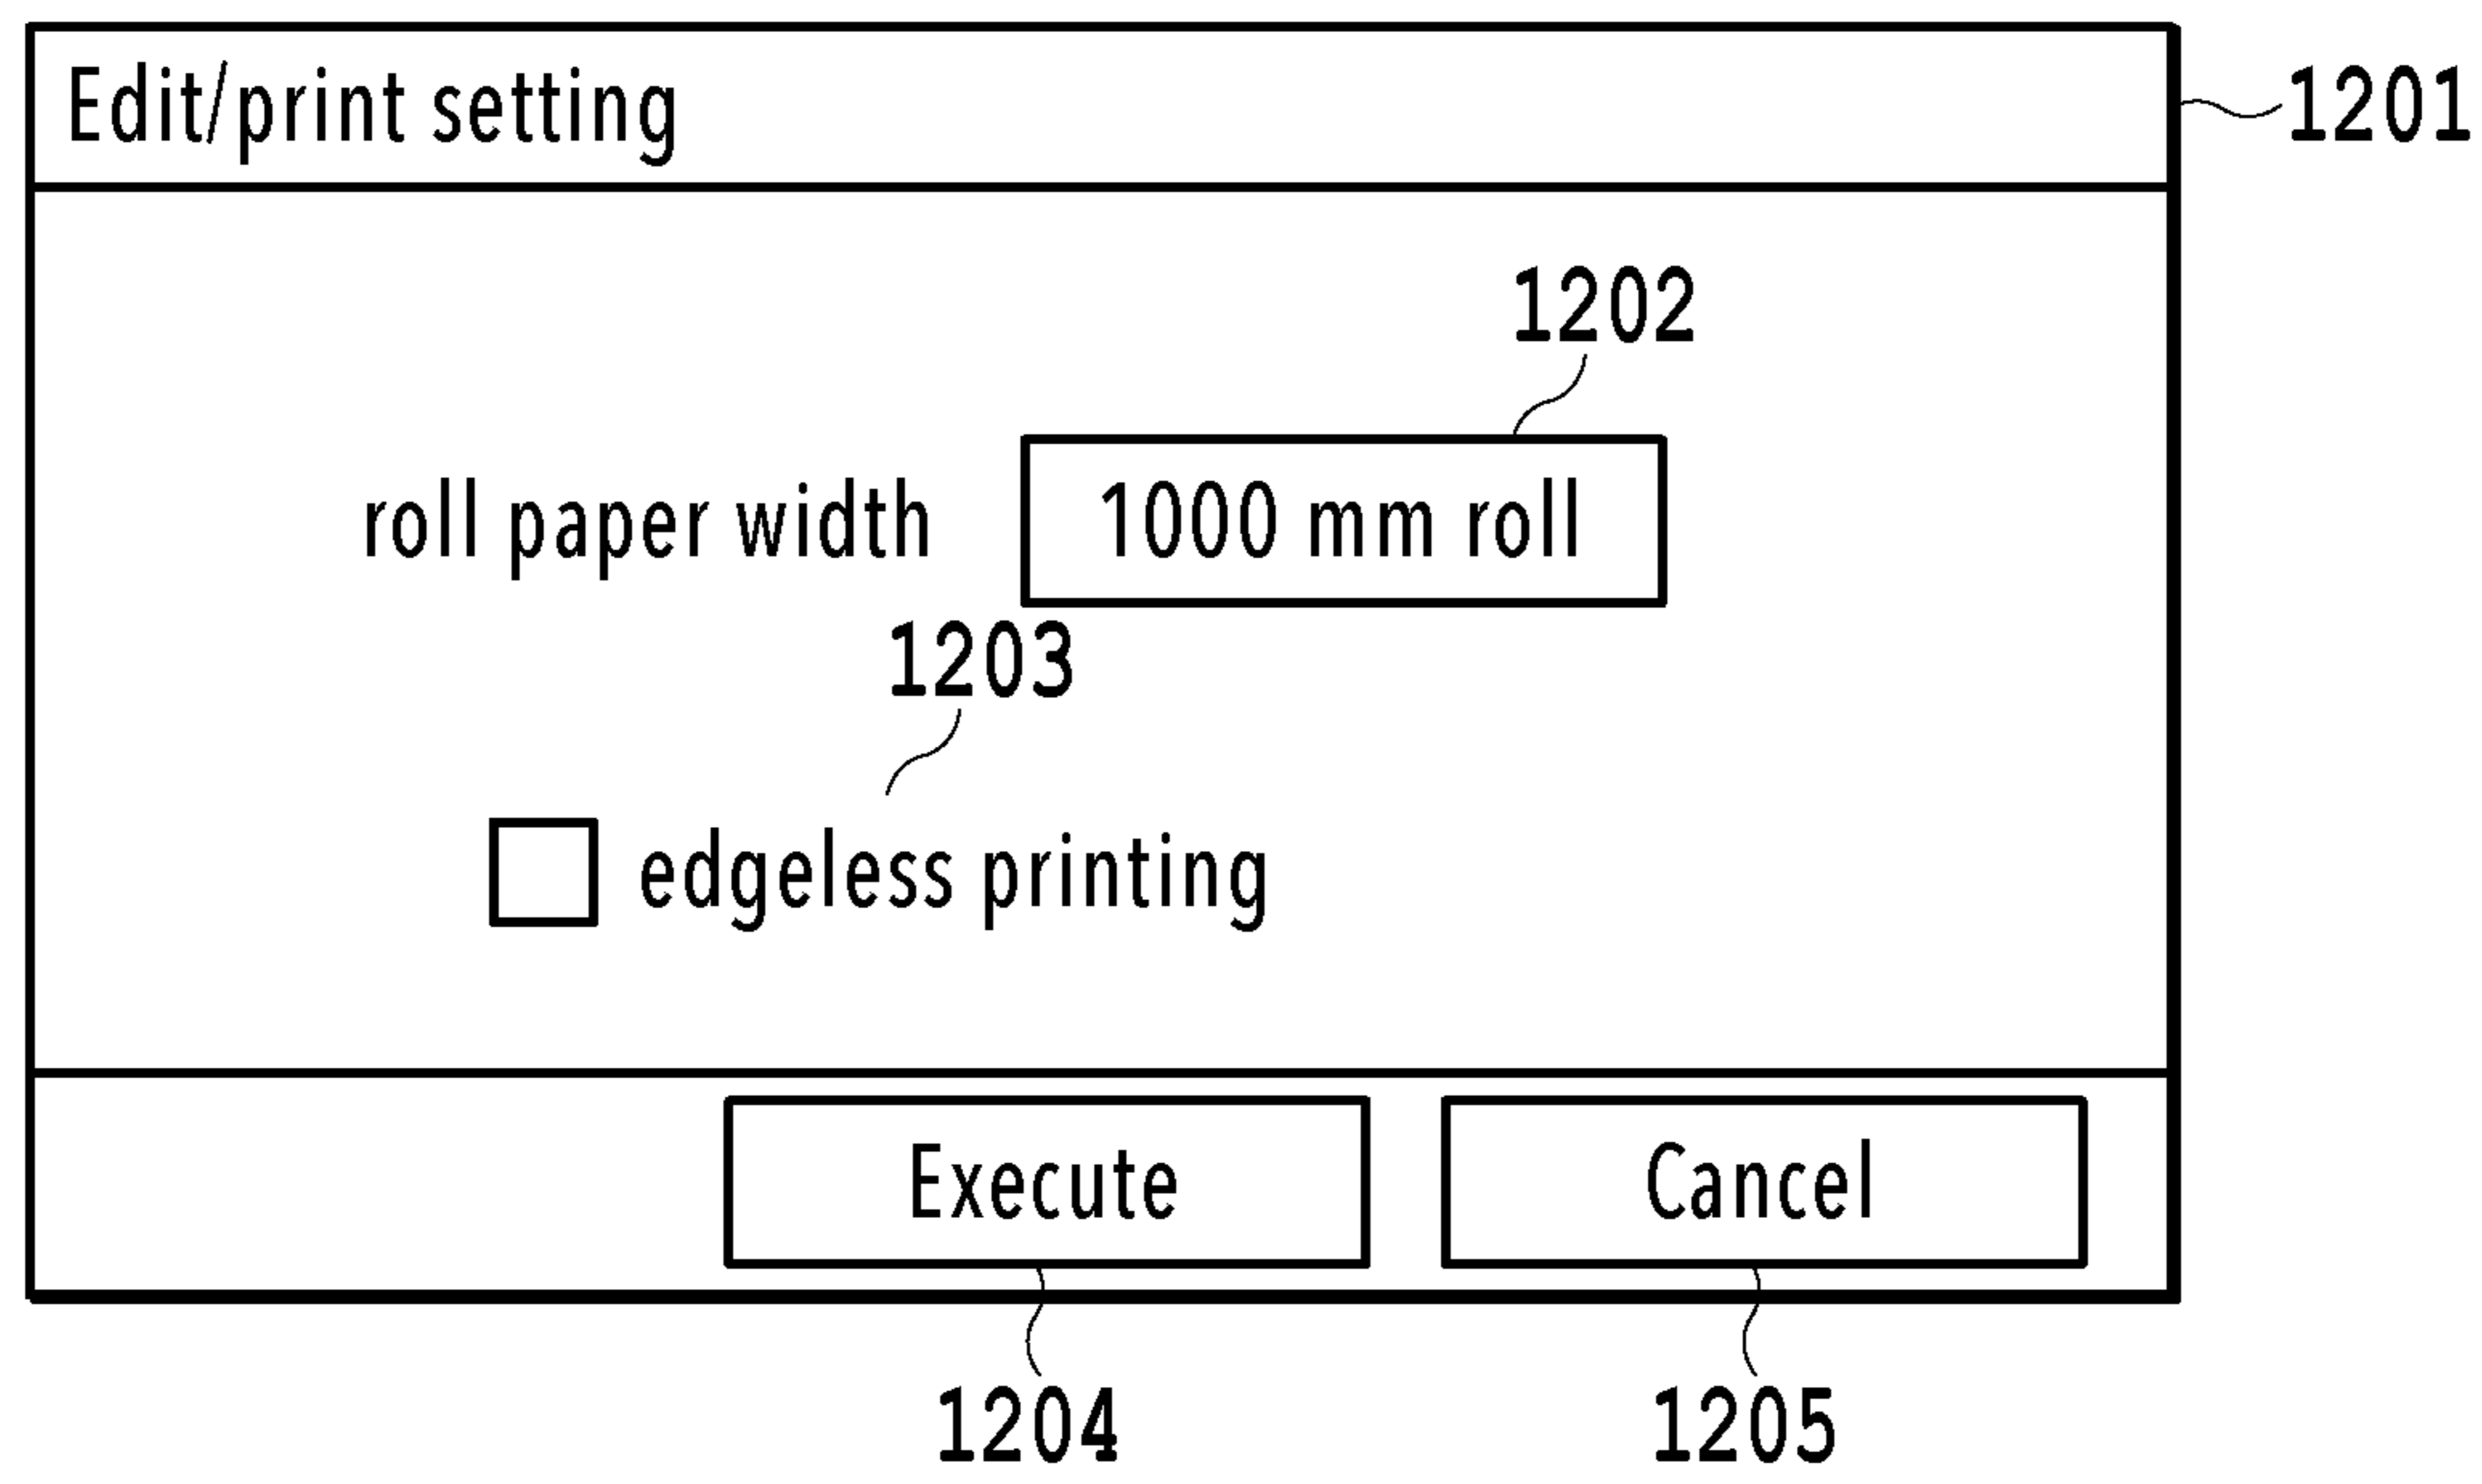 Edit/print setting
1201
1202
roll paper width 1000 mm roll
1203
edgeless printing
Execute Cancel
1204 1205